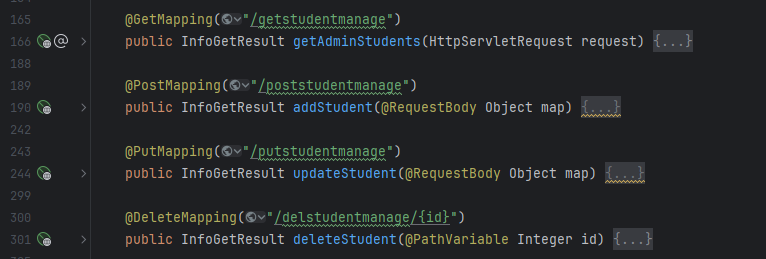 165 @GetMapping("/getstudentmanage")
166 public InfoGetResult getAdminStudents(HttpServletRequest request) {...}
188
189 @PostMapping("/poststudentmanage")
190 public InfoGetResult addStudent(@RequestBody Object map) {...}
242
243 @PutMapping("/putstudentmanage")
244 public InfoGetResult updateStudent(@RequestBody Object map) {...}
299
300 @DeleteMapping("/delstudentmanage/{id}")
301 public InfoGetResult deleteStudent(@PathVariable Integer id) {...}